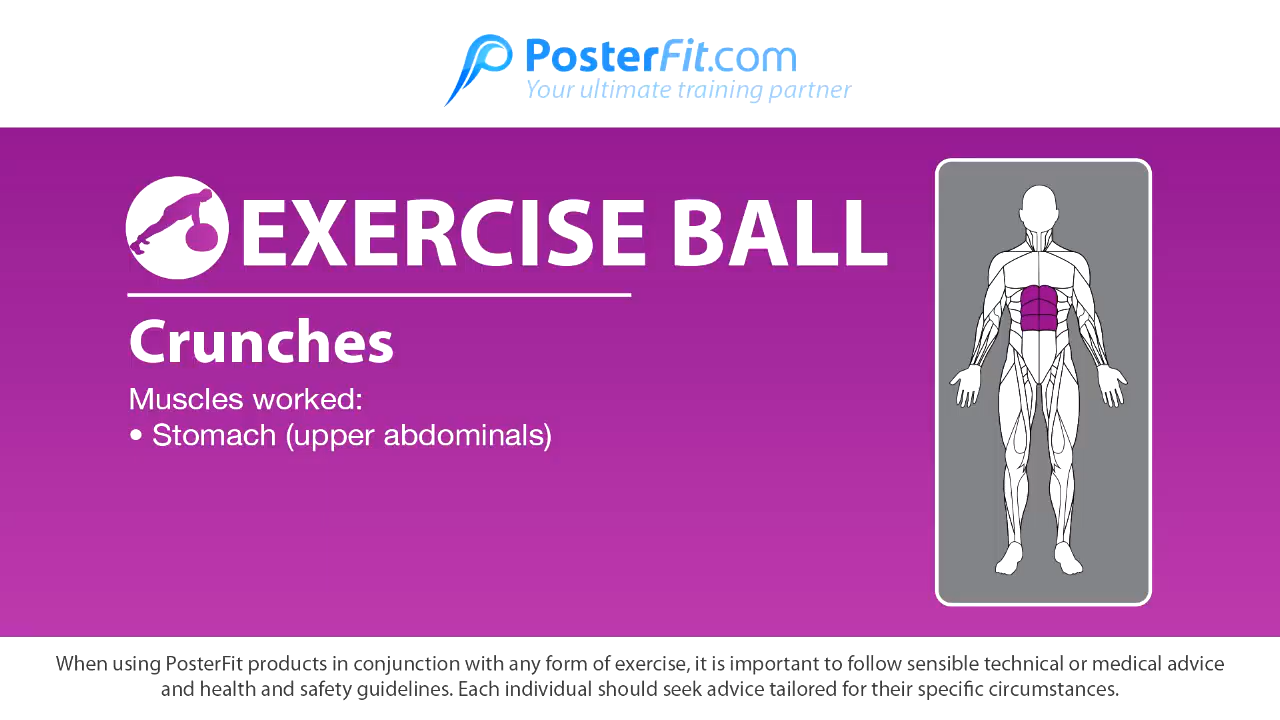 PosterFit.com
Your ultimate training partner
EXERCISE BALL
Crunches
Muscles worked:
• Stomach (upper abdominals)
When using PosterFit products in conjunction with any form of exercise, it is important to follow sensible technical or medical advice
and health and safety guidelines. Each individual should seek advice tailored for their specific circumstances.